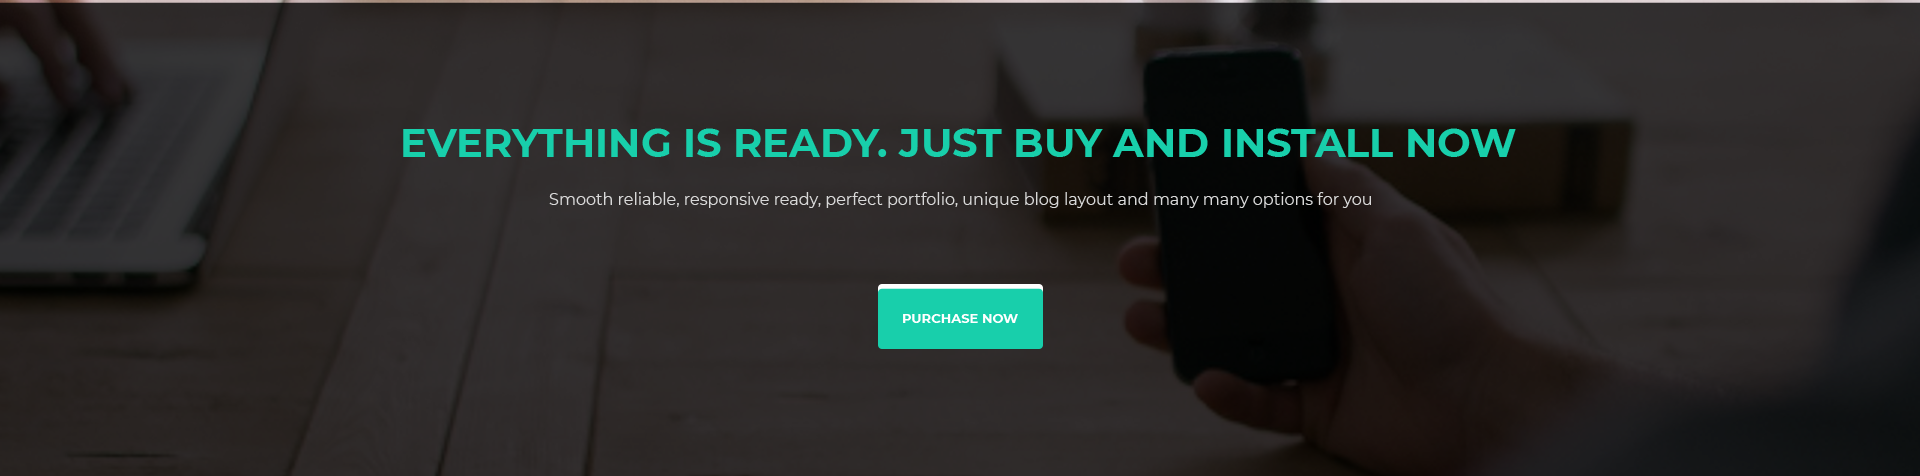 EVERYTHING IS READY. JUST BUY AND INSTALL NOW
Smooth reliable, responsive ready, perfect portfolio, unique blog layout and many many options for you
PURCHASE NOW